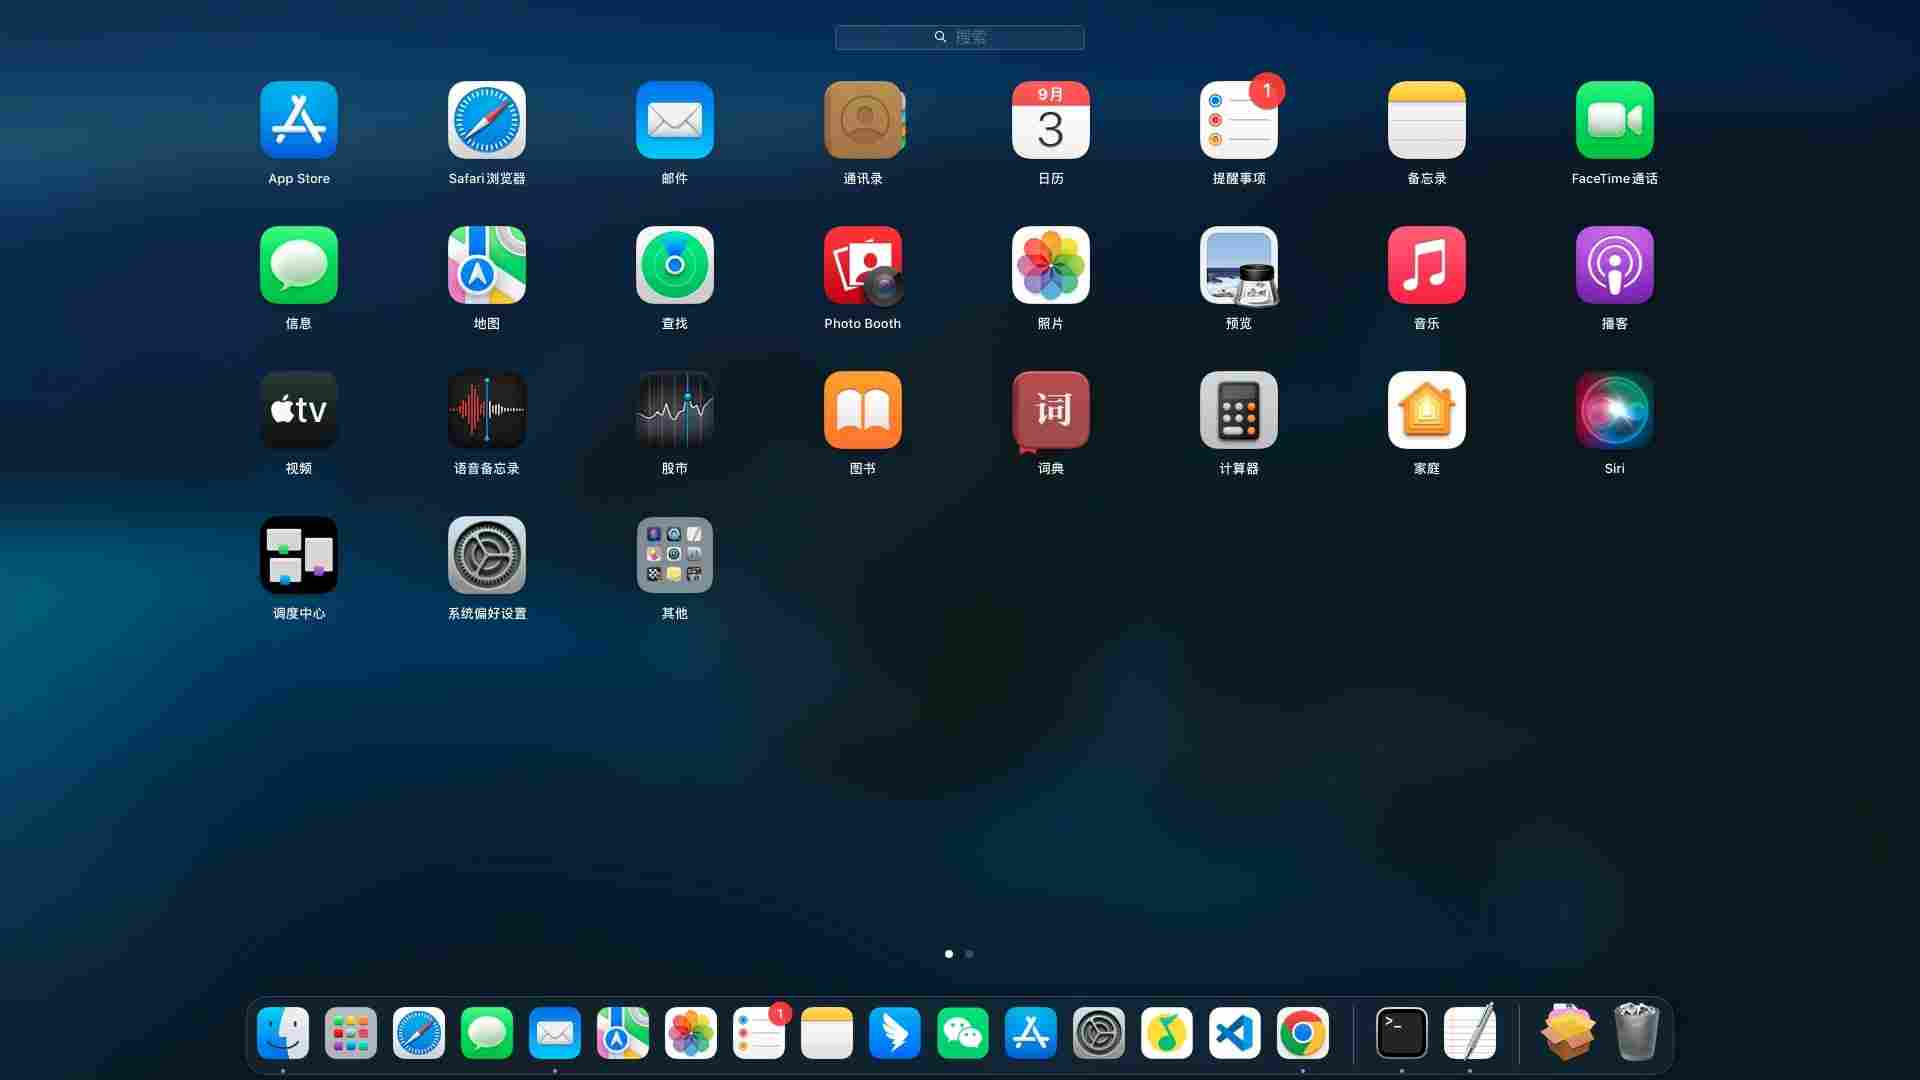 搜索
App Store
Safari浏览器
邮件
通讯录
9月
3
日历
1
提醒事项
备忘录
FaceTime通话
信息
地图
查找
Photo Booth
照片
预览
音乐
播客
tv
视频
语音备忘录
股市
图书
词
词典
计算器
家庭
Siri
调度中心
系统偏好设置
其他
1
>_